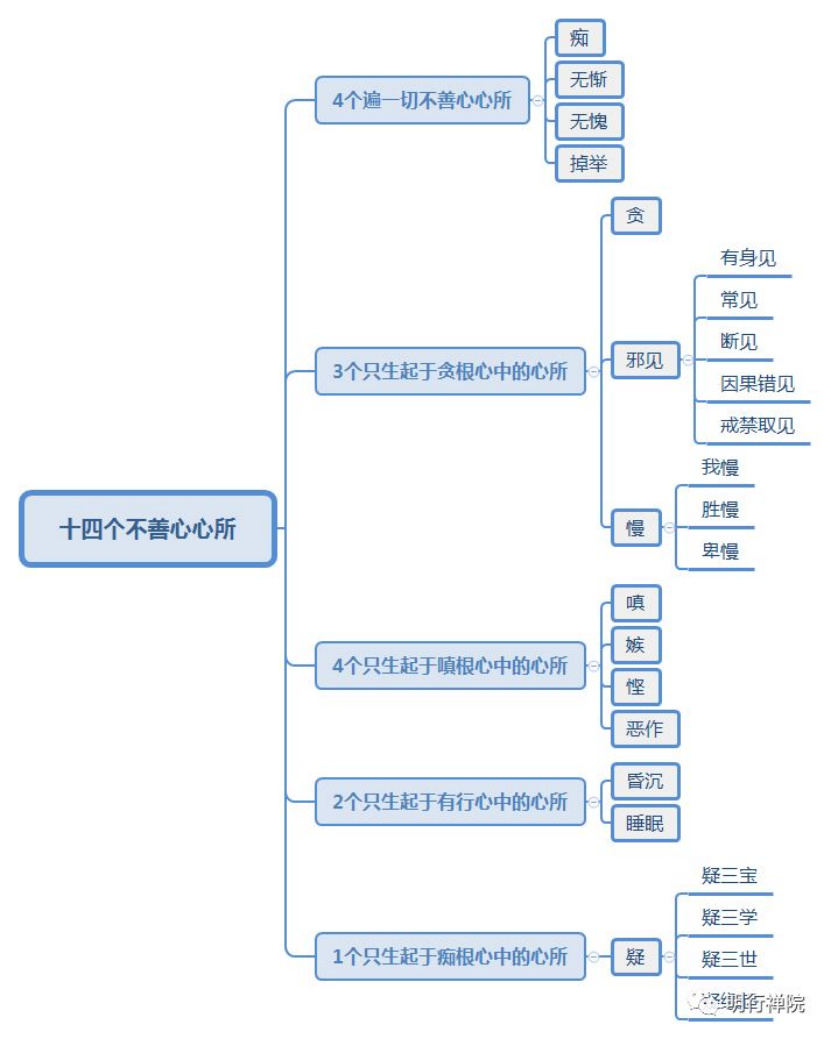 十四个不善心心所
4个遍一切不善心心所
痴
无惭
无愧
掉举
3个只生起于贪根心中的心所
贪
邪见
有身见
常见
断见
因果错见
戒禁取见
慢
我慢
胜慢
卑慢
4个只生起于嗔根心中的心所
嗔
嫉
悭
恶作
2个只生起于有行心中的心所
昏沉
睡眠
1个只生起于痴根心中的心所
疑
疑三宝
疑三学
疑三世
明行禅院